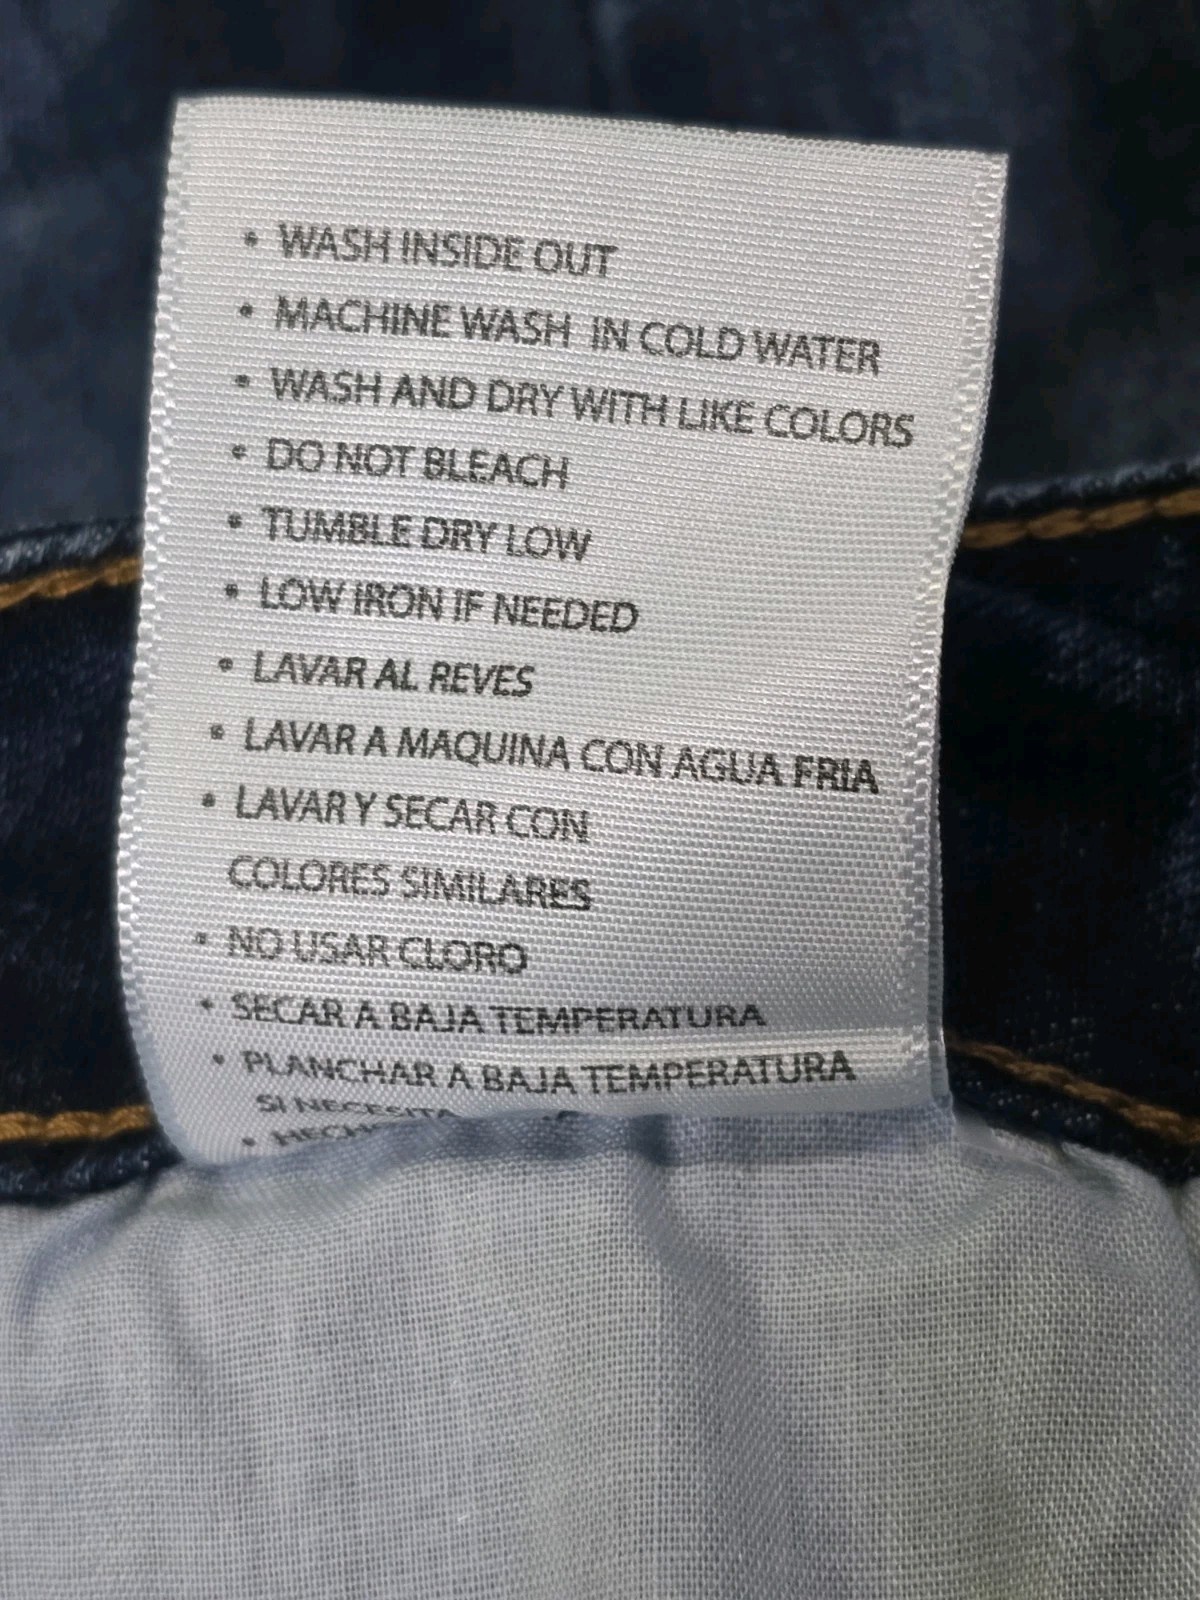 • WASH INSIDE OUT
• MACHINE WASH IN COLD WATER
• WASH AND DRY WITH LIKE COLORS
• DO NOT BLEACH
• TUMBLE DRY LOW
• LOW IRON IF NEEDED
• LAVAR AL REVES
• LAVAR A MAQUINA CON AGUA FRIA
• LAVAR Y SECAR CON
COLORES SIMILARES
• NO USAR CLORO
• SECAR A BAJA TEMPERATURA
• PLANCHAR A BAJA TEMPERATURA
SI NECESITA